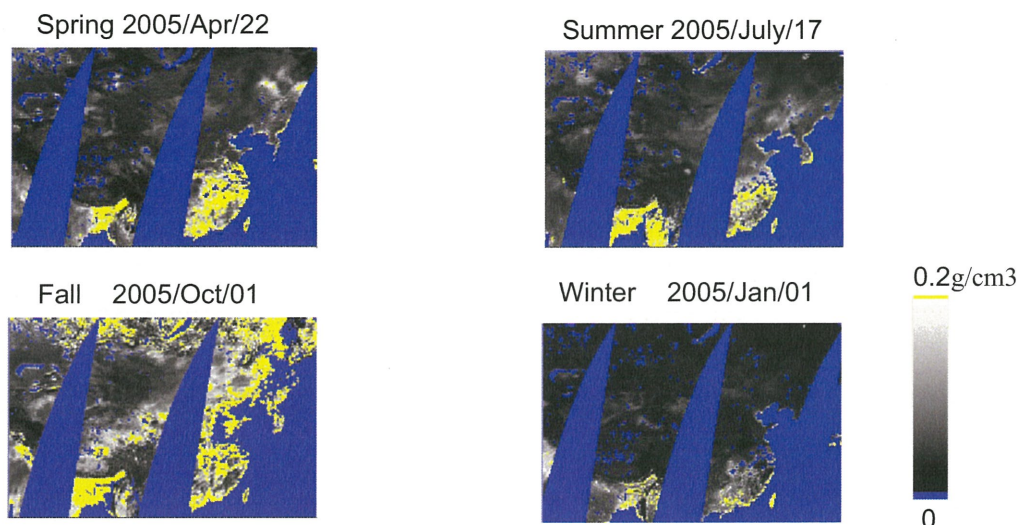 Spring 2005/Apr/22
Summer 2005/July/17
Fall 2005/Oct/01
Winter 2005/Jan/01
0.2g/cm3
0